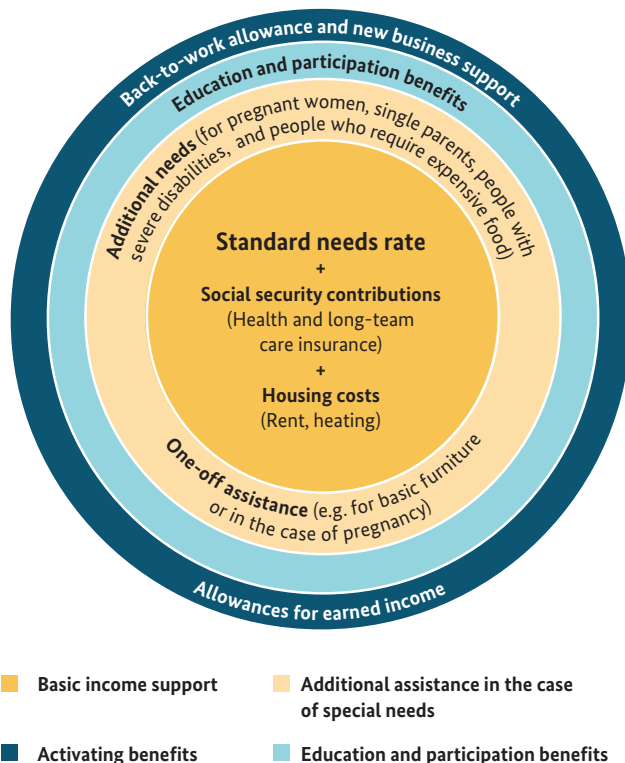 Back-to-work allowance and new business support
Education and participation benefits
Additional needs (for pregnant women, single parents, people with
severe disabilities, and people who require expensive food)
Standard needs rate
+
Social security contributions
(Health and long-team
care insurance)
+
Housing costs
(Rent, heating)
One-off assistance (e.g. for basic furniture
or in the case of pregnancy)
Allowances for earned income
Basic income support
Additional assistance in the case
of special needs
Activating benefits
Education and participation benefits